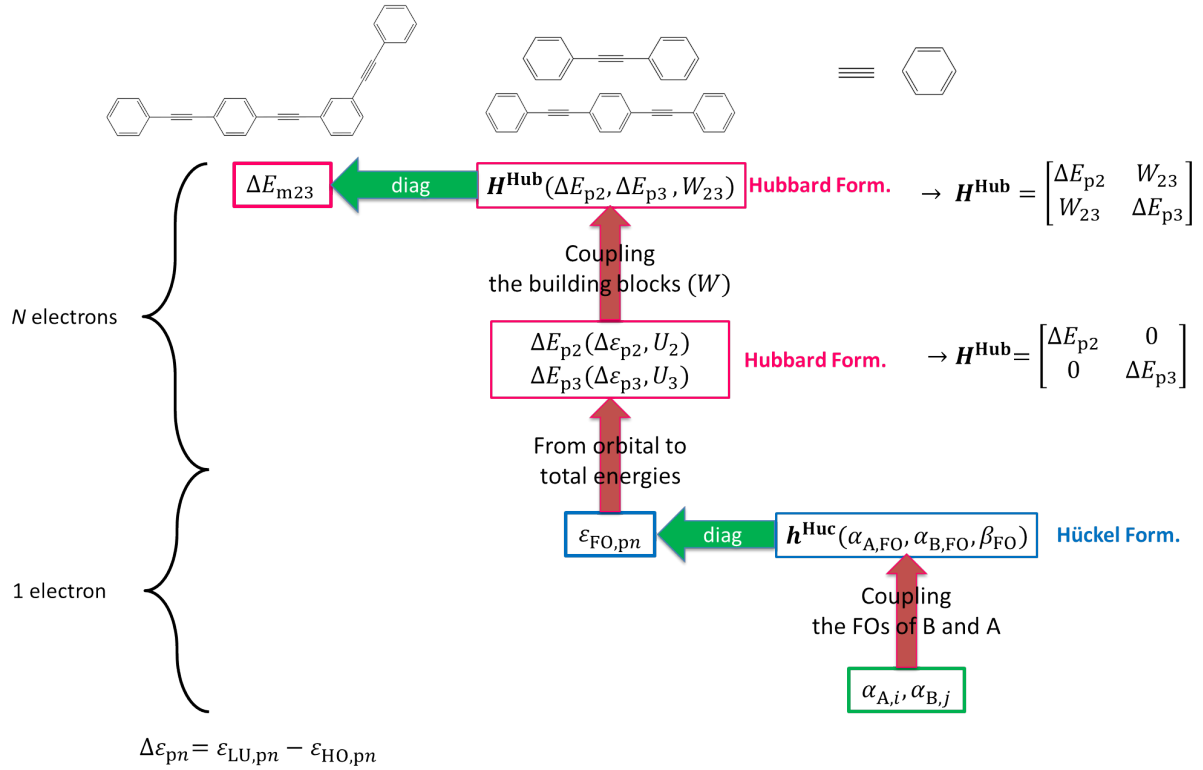 ΔE_m23
diag
H^Hub(ΔE_p2, ΔE_p3, W_23)
Hubbard Form.
→ H^Hub = [ΔE_p2 W_23
W_23 ΔE_p3]
Coupling
the building blocks (W)
N electrons
ΔE_p2(Δε_p2, U_2)
ΔE_p3(Δε_p3, U_3)
Hubbard Form.
→ H^Hub = [ΔE_p2 0
0 ΔE_p3]
From orbital to
total energies
ε_FO,pn
diag
h^Huc(α_A,FO, α_B,FO, β_FO)
Hückel Form.
1 electron
Coupling
the FOs of B and A
α_A,i, α_B,j
Δε_pn = ε_LU,pn − ε_HO,pn